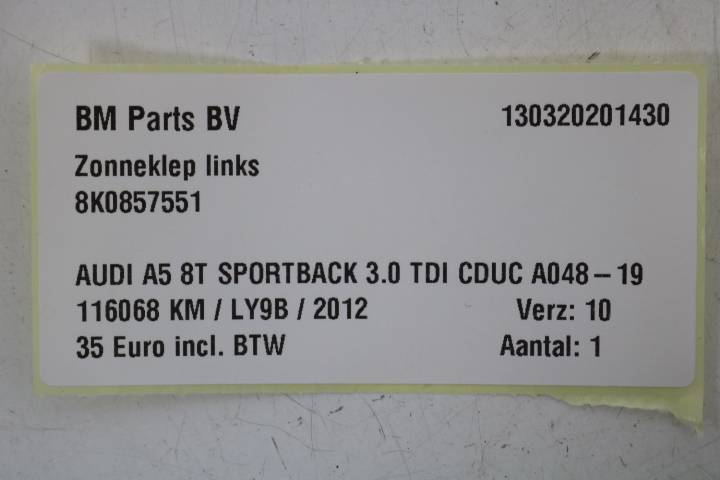 BM Parts BV 130320201430
Zonneklep links
8K0857551
AUDI A5 8T SPORTBACK 3.0 TDI CDUC A048-19
116068 KM / LY9B / 2012 Verz: 10
35 Euro incl. BTW Aantal: 1